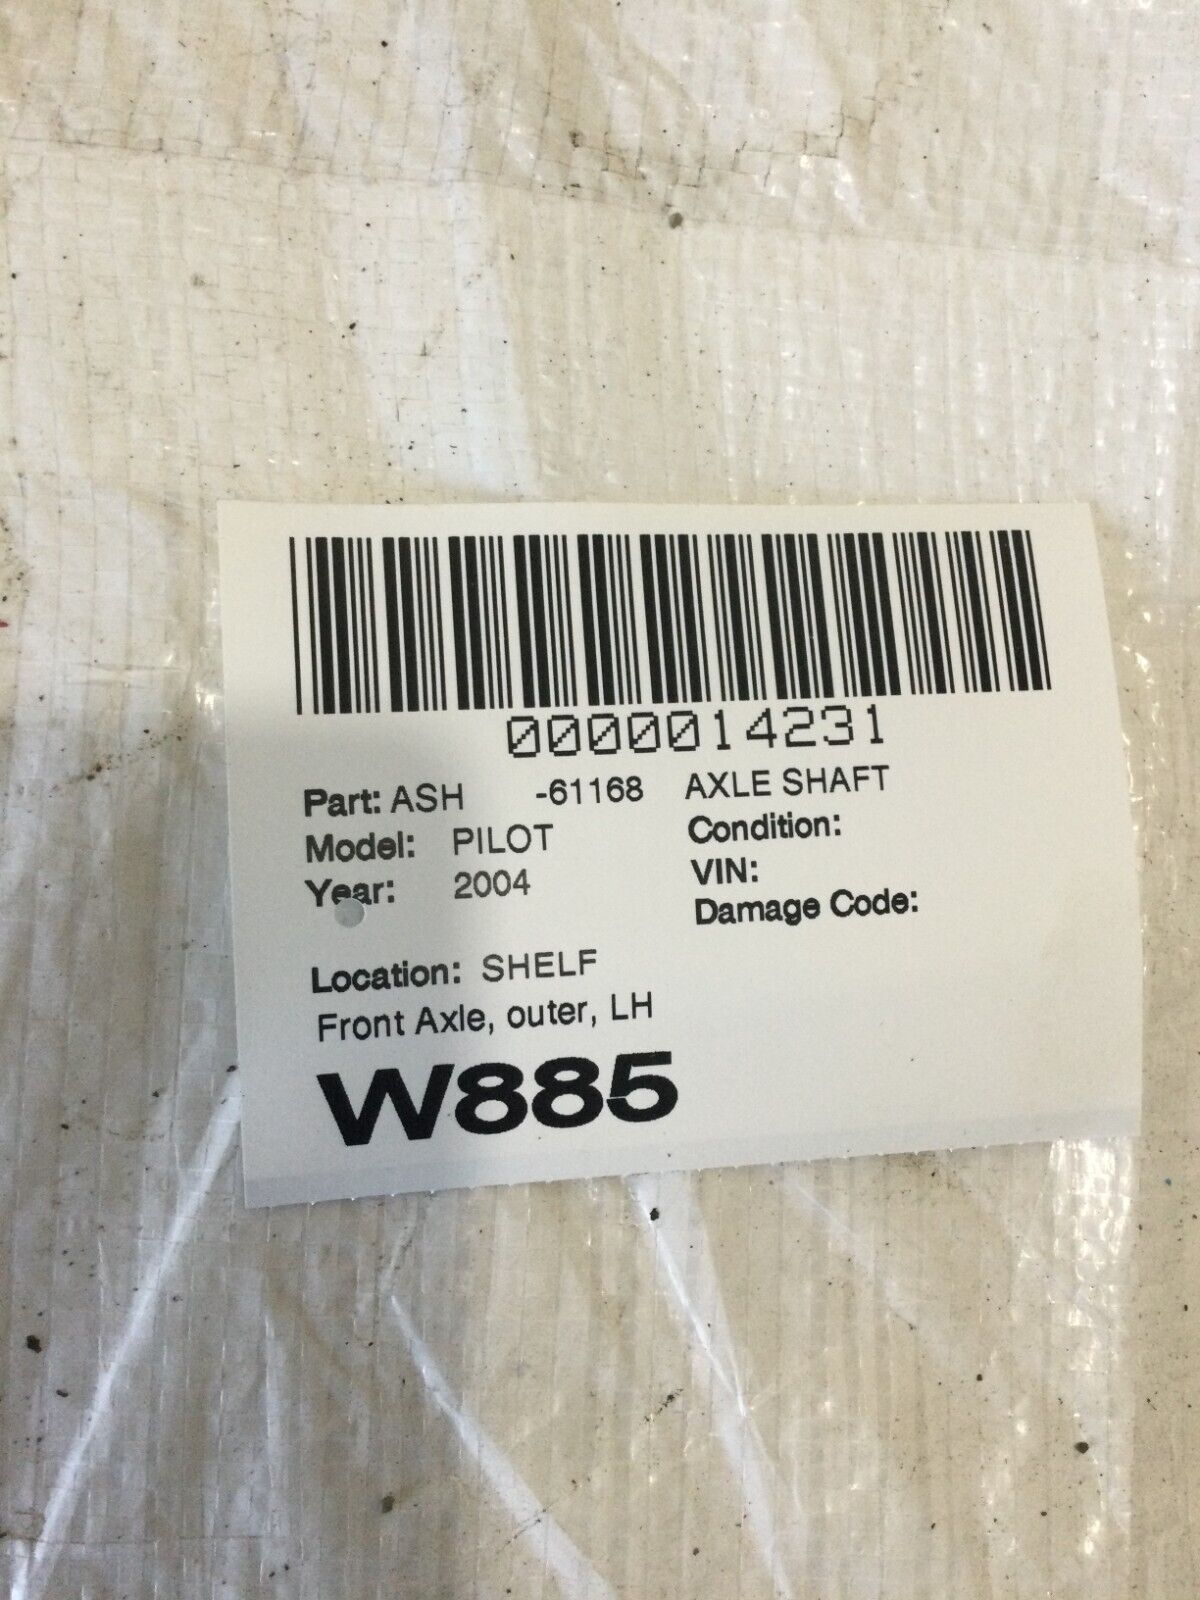 0000014231
Part: ASH -61168 AXLE SHAFT
Model: PILOT Condition:
Year: 2004 VIN:
Damage Code:
Location: SHELF
Front Axle, outer, LH
W885